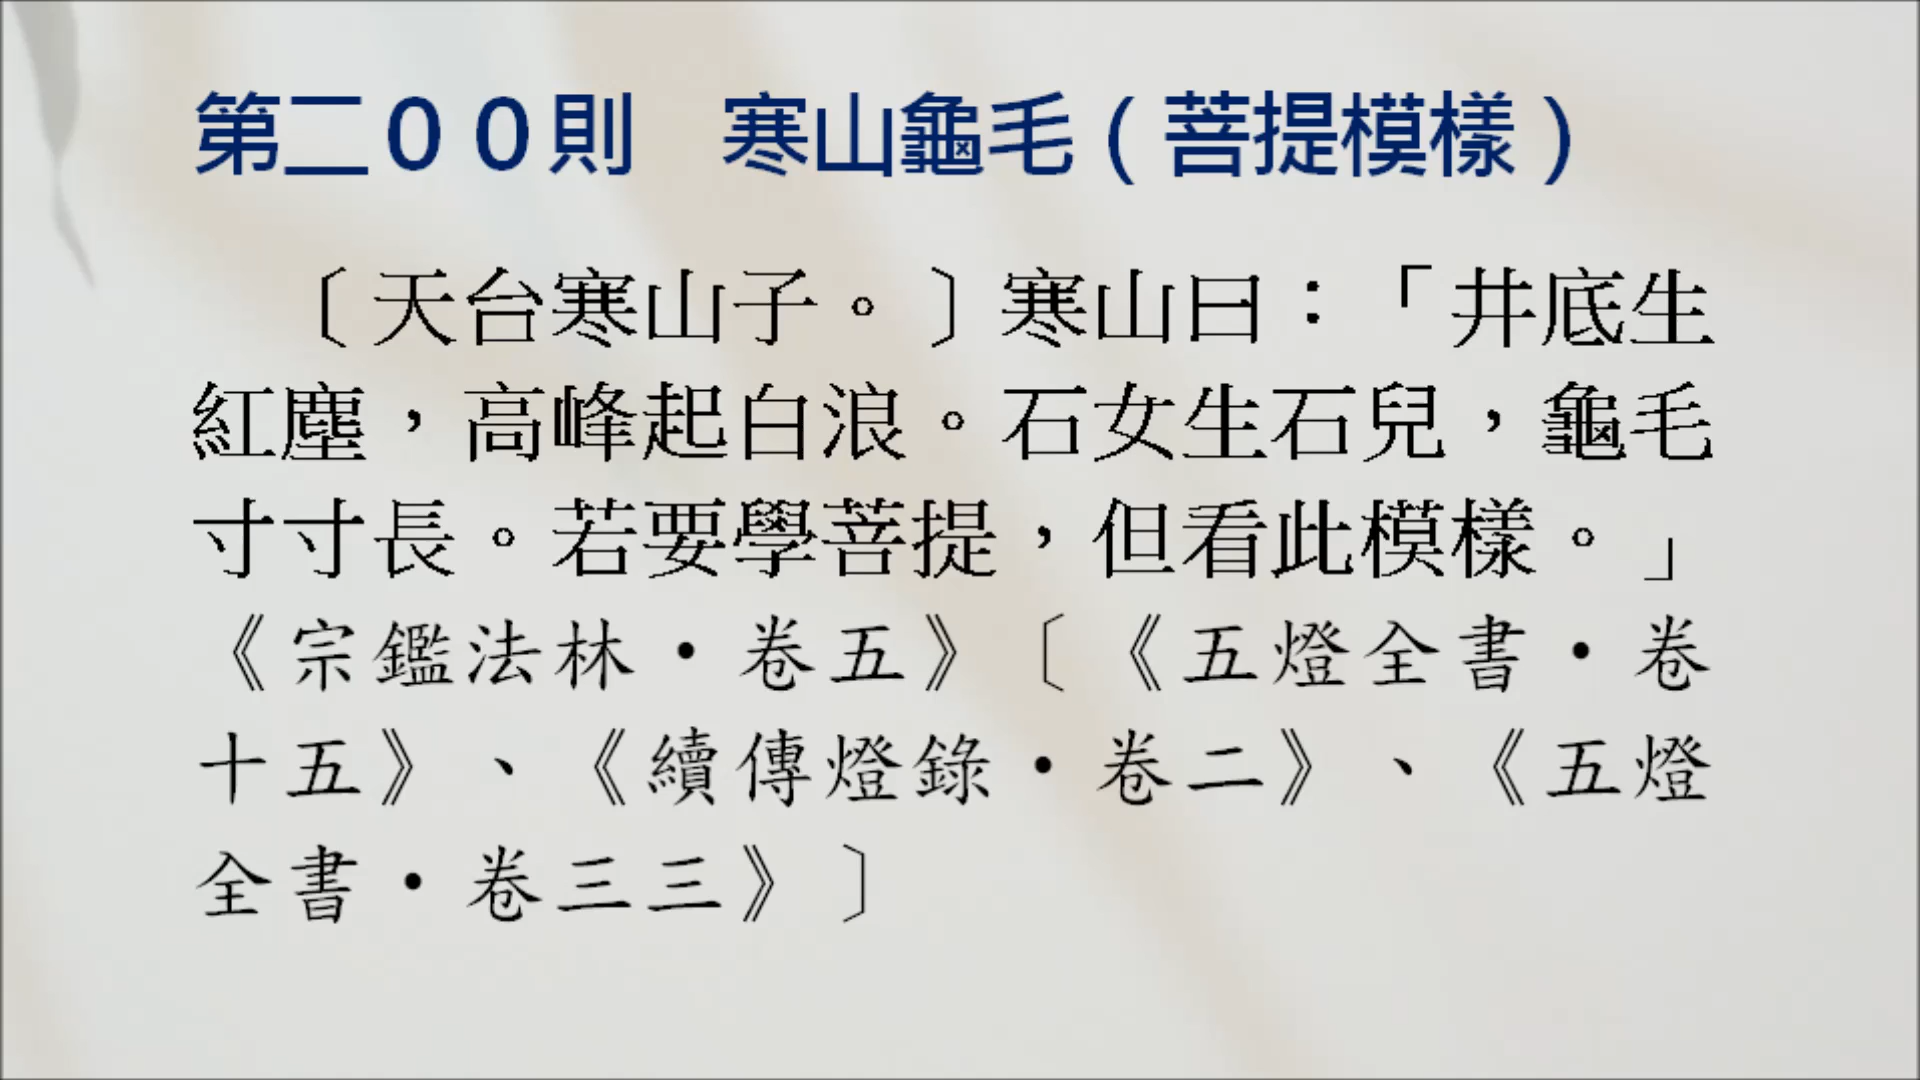 第二００則　寒山龜毛（菩提模樣）
〔天台寒山子。〕寒山曰：「井底生
紅塵，高峰起白浪。石女生石兒，龜毛
寸寸長。若要學菩提，但看此模樣。」
《宗鑑法林・卷五》〔《五燈全書・卷
十五》、《續傳燈錄・卷二》、《五燈
全書・卷三三》〕